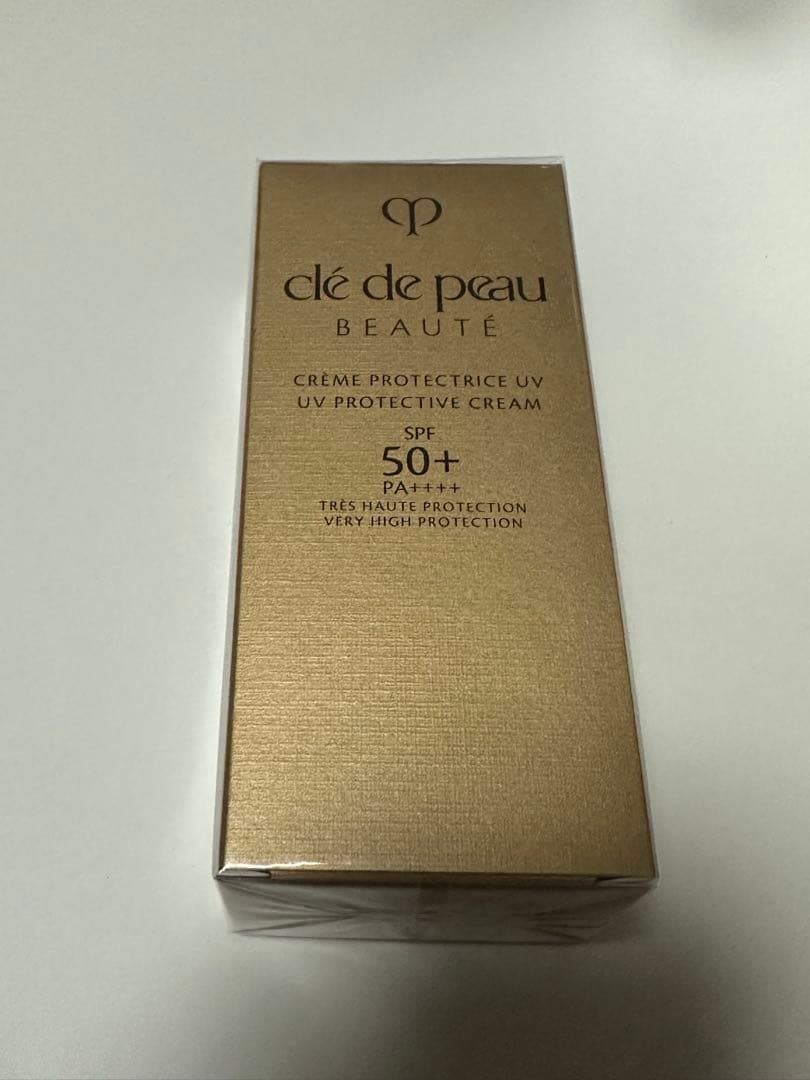 clé de peau
BEAUTÉ
CRÈME PROTECTRICE UV
UV PROTECTIVE CREAM
SPF
50+
PA++++
TRÈS HAUTE PROTECTION
VERY HIGH PROTECTION